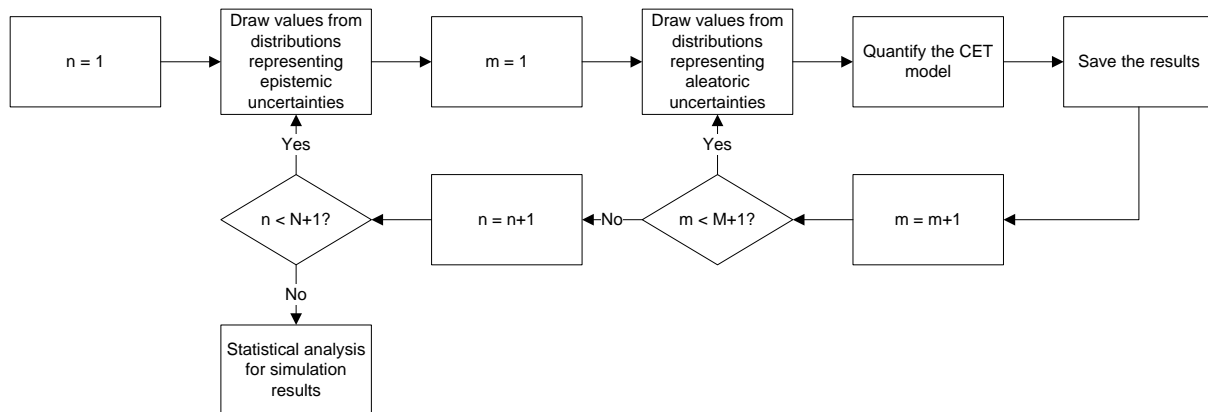 n = 1
Draw values from
distributions
representing
epistemic
uncertainties
m = 1
Draw values from
distributions
representing
aleatoric
uncertainties
Quantify the CET
model
Save the results
Yes
Yes
n < N+1?
n = n+1
No
m < M+1?
m = m+1
No
Statistical analysis
for simulation
results